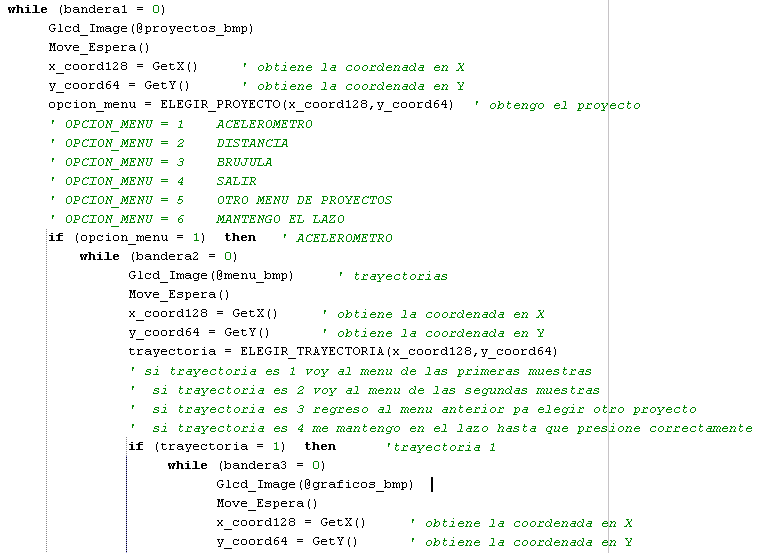 while (bandera1 = 0)
Glcd_Image(@proyectos_bmp)
Move_Espera()
x_coord128 = GetX() ' obtiene la coordenada en X
y_coord64 = GetY() ' obtiene la coordenada en Y
opcion_menu = ELEGIR_PROYECTO(x_coord128,y_coord64) ' obtengo el proyecto
' OPCION_MENU = 1 ACELEROMETRO
' OPCION_MENU = 2 DISTANCIA
' OPCION_MENU = 3 BRUJULA
' OPCION_MENU = 4 SALIR
' OPCION_MENU = 5 OTRO MENU DE PROYECTOS
' OPCION_MENU = 6 MANTENGO EL LAZO
if (opcion_menu = 1) then ' ACELEROMETRO
while (bandera2 = 0)
Glcd_Image(@menu_bmp) ' trayectorias
Move_Espera()
x_coord128 = GetX() ' obtiene la coordenada en X
y_coord64 = GetY() ' obtiene la coordenada en Y
trayectoria = ELEGIR_TRAYECTORIA(x_coord128,y_coord64)
' si trayectoria es 1 voy al menu de las primeras muestras
' si trayectoria es 2 voy al menu de las segundas muestras
' si trayectoria es 3 regreso al menu anterior pa elegir otro proyecto
' si trayectoria es 4 me mantengo en el lazo hasta que presione correctamente
if (trayectoria = 1) then 'trayectoria 1
while (bandera3 = 0)
Glcd_Image(@graficos_bmp)
Move_Espera()
x_coord128 = GetX() ' obtiene la coordenada en X
y_coord64 = GetY() ' obtiene la coordenada en Y